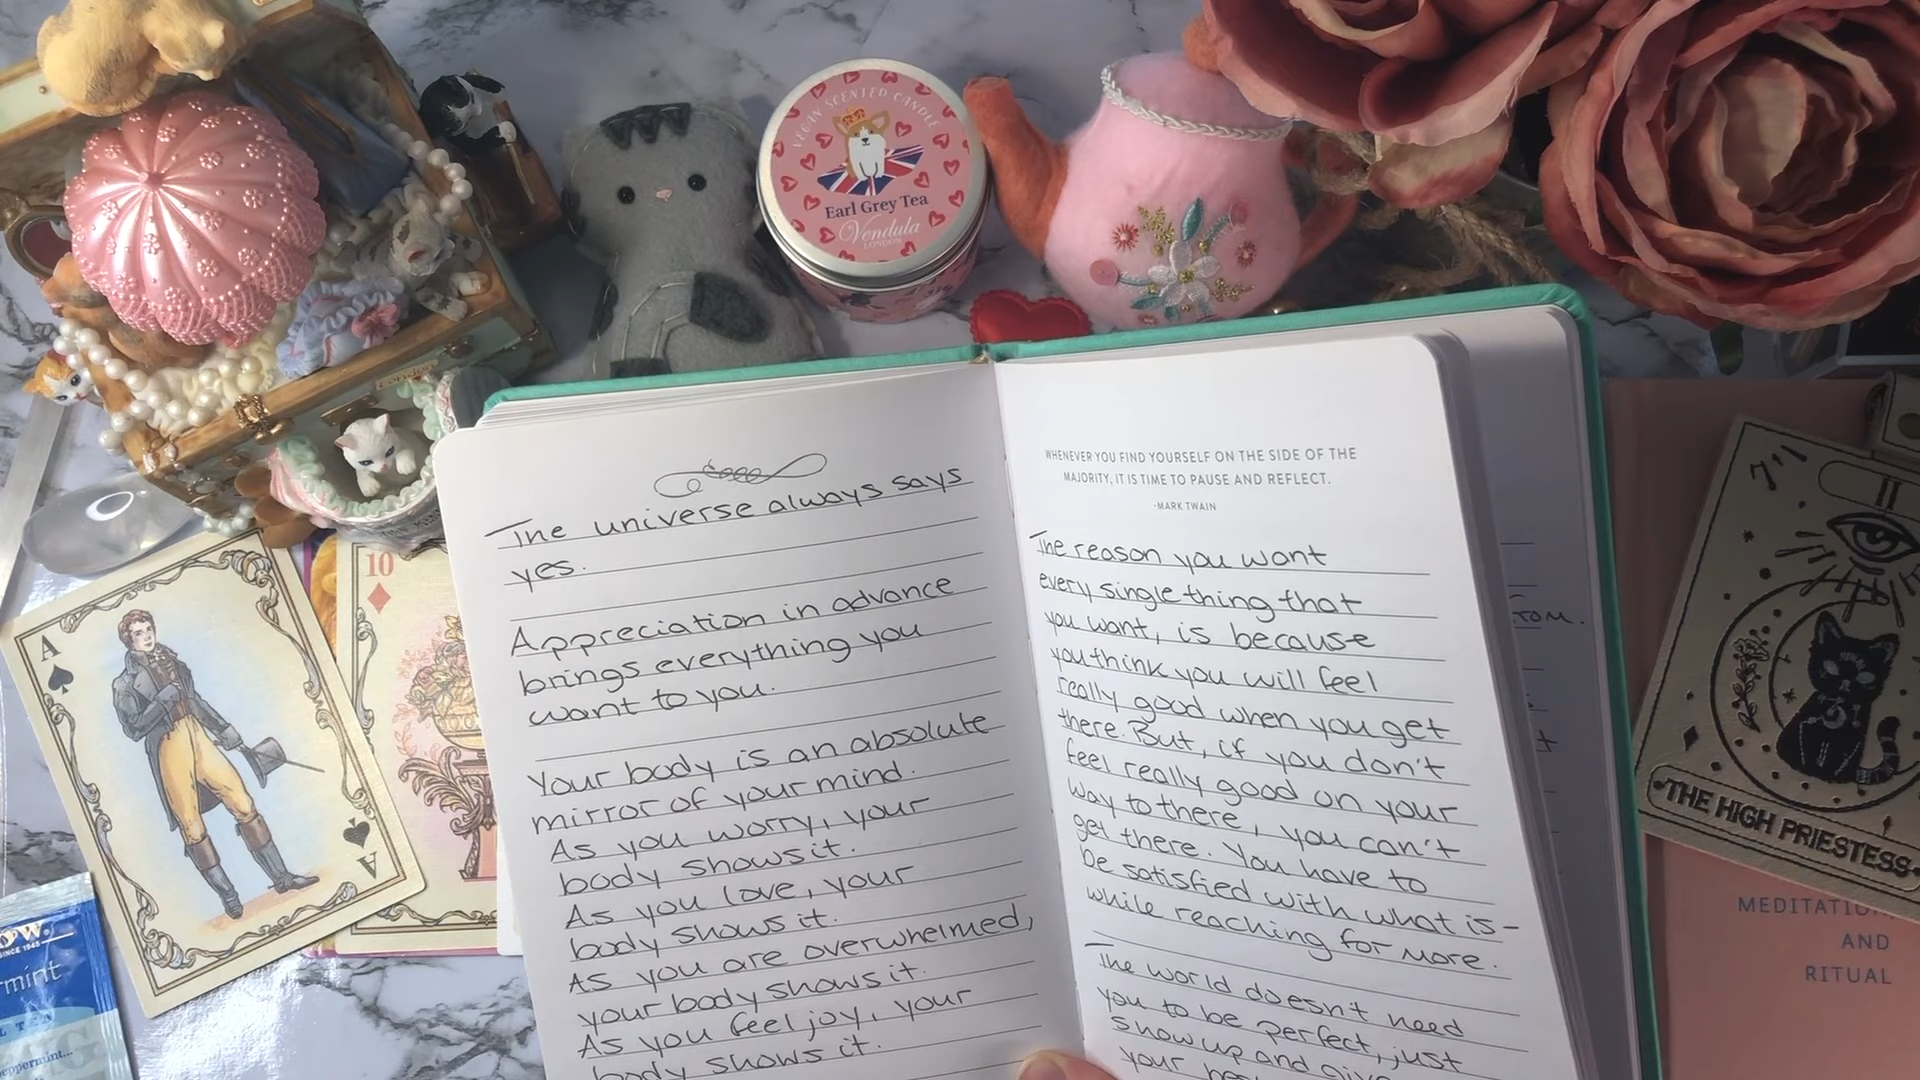 VEGAN SCENTED CANDLE
Earl Grey Tea
Vendula
LONDON
London
A
A
10
The universe always says
yes.
Appreciation in advance
brings everything you
want to you.
Your body is an absolute
mirror of your mind.
As you worry, your
body shows it.
As you love, your
body shows it.
As you are overwhelmed,
your body shows it.
As you feel joy, your
body shows it.
WHENEVER YOU FIND YOURSELF ON THE SIDE OF THE
MAJORITY, IT IS TIME TO PAUSE AND REFLECT.
-MARK TWAIN
The reason you want
every single thing that
you want, is because
you think you will feel
really good when you get
there. But, if you don't
feel really good on your
way to there, you can't
get there. You have to
be satisfied with what is-
while reaching for more.
The world doesn't need
you to be perfect, just
show up and give
your
II
THE HIGH PRIESTESS
MEDITATION
AND
RITUAL
OW
SINCE 1945
mint
L TEA
eppermint...